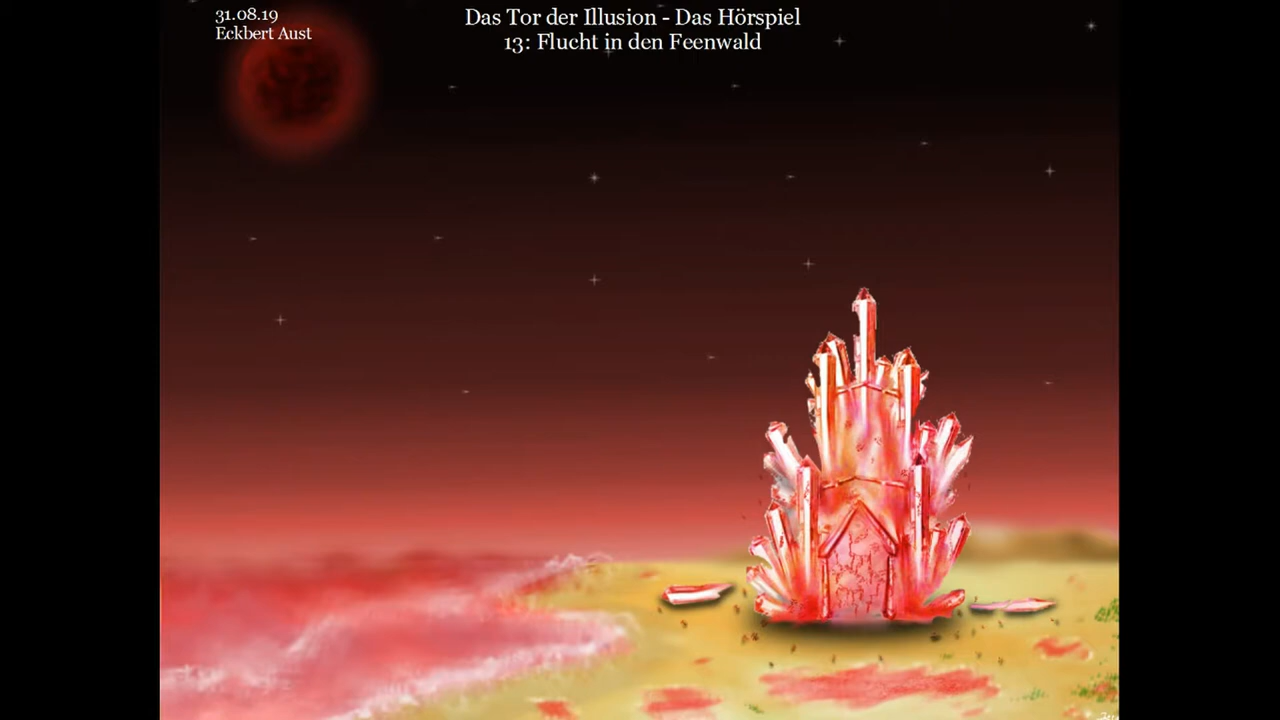 31.08.19
Eckbert Aust
Das Tor der Illusion - Das Hörspiel
13: Flucht in den Feenwald